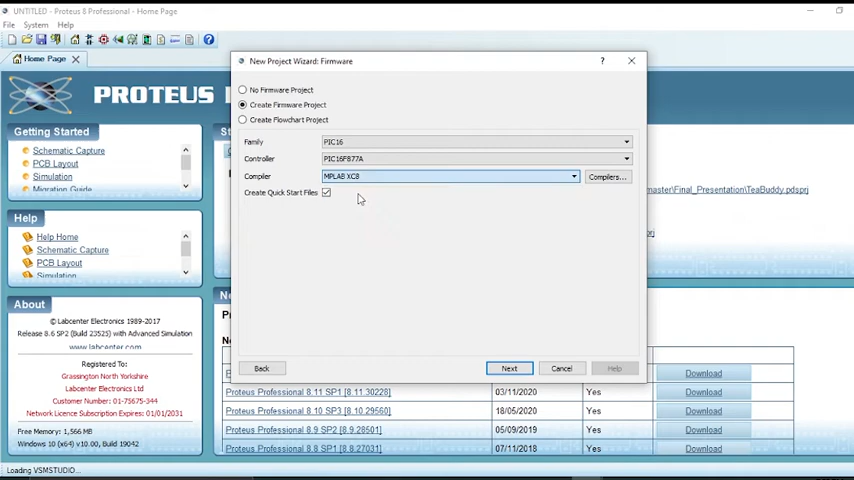 UNTITLED - Proteus 8 Professional - Home Page
File System Help
Home Page
PROTEUS
Getting Started
Schematic Capture
PCB Layout
Simulation
Migration Guide
Help
Help Home
Schematic Capture
PCB Layout
Simulation
About
© Labcenter Electronics 1989-2017
Release 8.6 SP2 (Build 23525) with Advanced Simulation
www.labcenter.com
Registered To:
Grassington North Yorkshire
Labcenter Electronics Ltd
Customer Number: 01-75675-344
Network Licence Subscription Expires: 01/01/2031
Free Memory: 1,566 MB
Windows 10 (x64) v10.00, Build 19042
New Project Wizard: Firmware
No Firmware Project
Create Firmware Project
Create Flowchart Project
Family PIC16
Controller PIC16F877A
Compiler MPLAB XC8 Compilers...
Create Quick Start Files
Back Next Cancel Help
master\Final_Presentation\TeaBuddy.pdsprj
Download
Proteus Professional 8.11 SP1 [8.11.30228] 03/11/2020 Yes Download
Proteus Professional 8.10 SP3 [8.10.29560] 18/05/2020 Yes Download
Proteus Professional 8.9 SP2 [8.9.28501] 05/09/2019 Yes Download
Proteus Professional 8.8 SP1 [8.8.27031] 07/11/2018 Yes Download
Loading VSMSTUDIO...